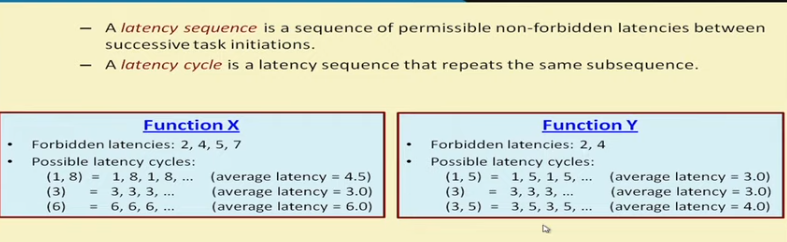 – A latency sequence is a sequence of permissible non-forbidden latencies between
successive task initiations.
– A latency cycle is a latency sequence that repeats the same subsequence.
Function X
• Forbidden latencies: 2, 4, 5, 7
• Possible latency cycles:
(1, 8) = 1, 8, 1, 8, ... (average latency = 4.5)
(3) = 3, 3, 3, ... (average latency = 3.0)
(6) = 6, 6, 6, ... (average latency = 6.0)
Function Y
• Forbidden latencies: 2, 4
• Possible latency cycles:
(1, 5) = 1, 5, 1, 5, ... (average latency = 3.0)
(3) = 3, 3, 3, ... (average latency = 3.0)
(3, 5) = 3, 5, 3, 5, ... (average latency = 4.0)